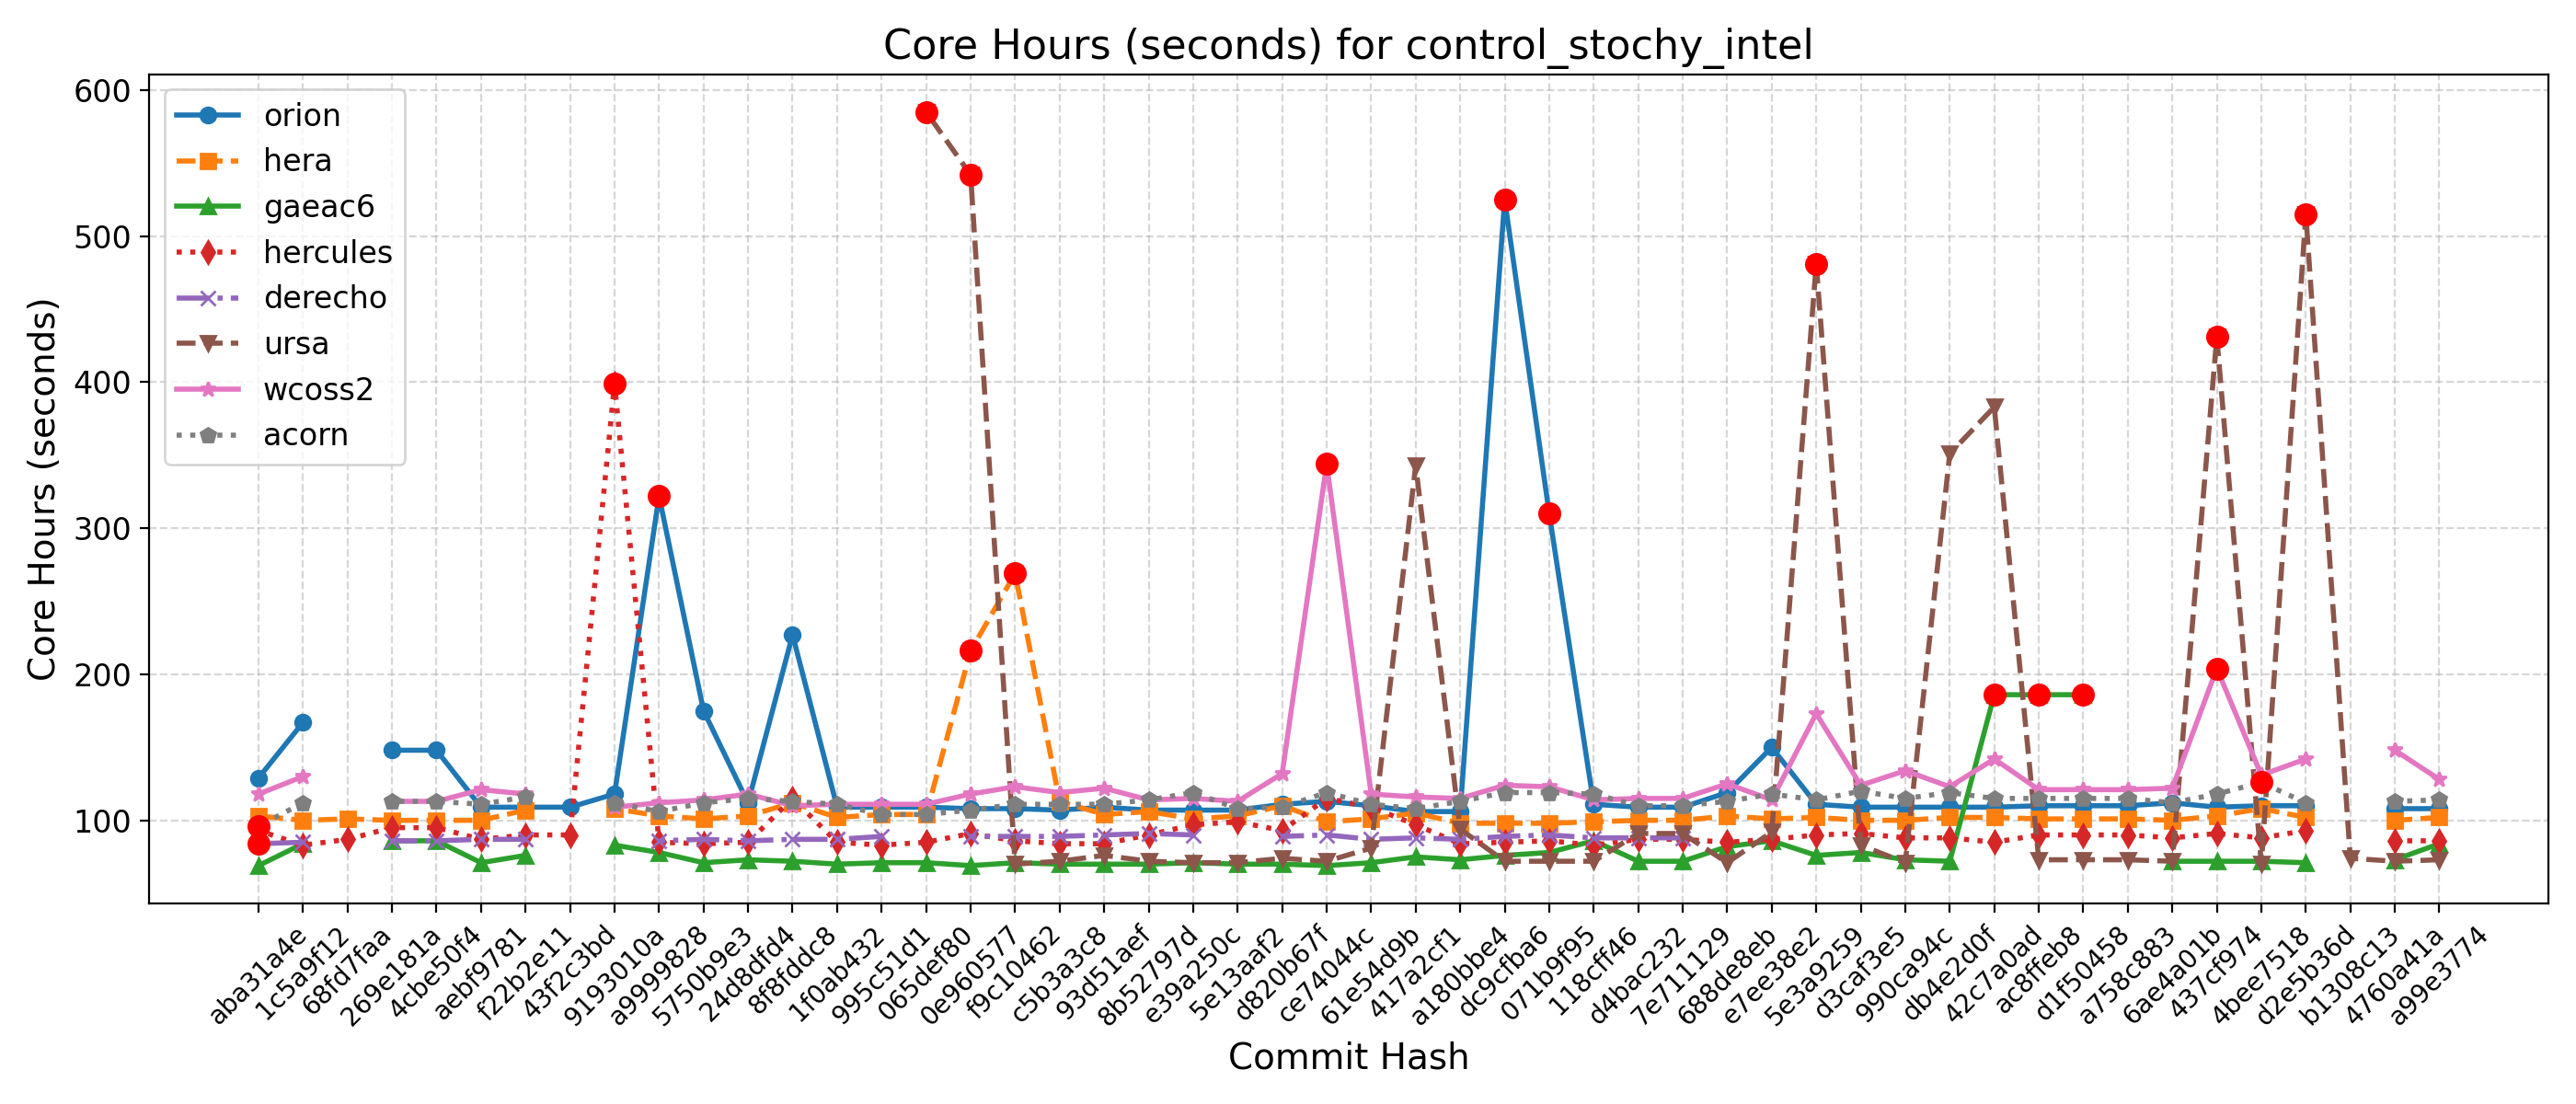 Core Hours (seconds) for control_stochy_intel
Core Hours (seconds)
600
500
400
300
200
100
orion
hera
gaeac6
hercules
derecho
ursa
wcoss2
acorn
aba31a4e
1c5a9f12
68fd7faa
269e181a
4cbe50f4
aebf9781
f22b2e11
43f2c3bd
9193010a
a9999828
5750b9e3
24d8dfd4
8f8fddc8
1f0ab432
995c51d1
065def80
0e960577
f9c10462
c5b3a3c8
93d51aef
8b52797d
e39a250c
5e13aaf2
d820b67f
ce74044c
61e54d9b
417a2cf1
a180bbe4
dc9cfba6
071b9f95
118cff46
d4bac232
7e711129
688de8eb
e7ee38e2
5e3a9259
d3caf3e5
990ca94c
db4e2d0f
42c7a0ad
ac8ffeb8
d1f50458
a758c883
6ae4a01b
437cf974
4bee7518
d2e5b36d
b1308c13
4760a41a
a99e3774
Commit Hash